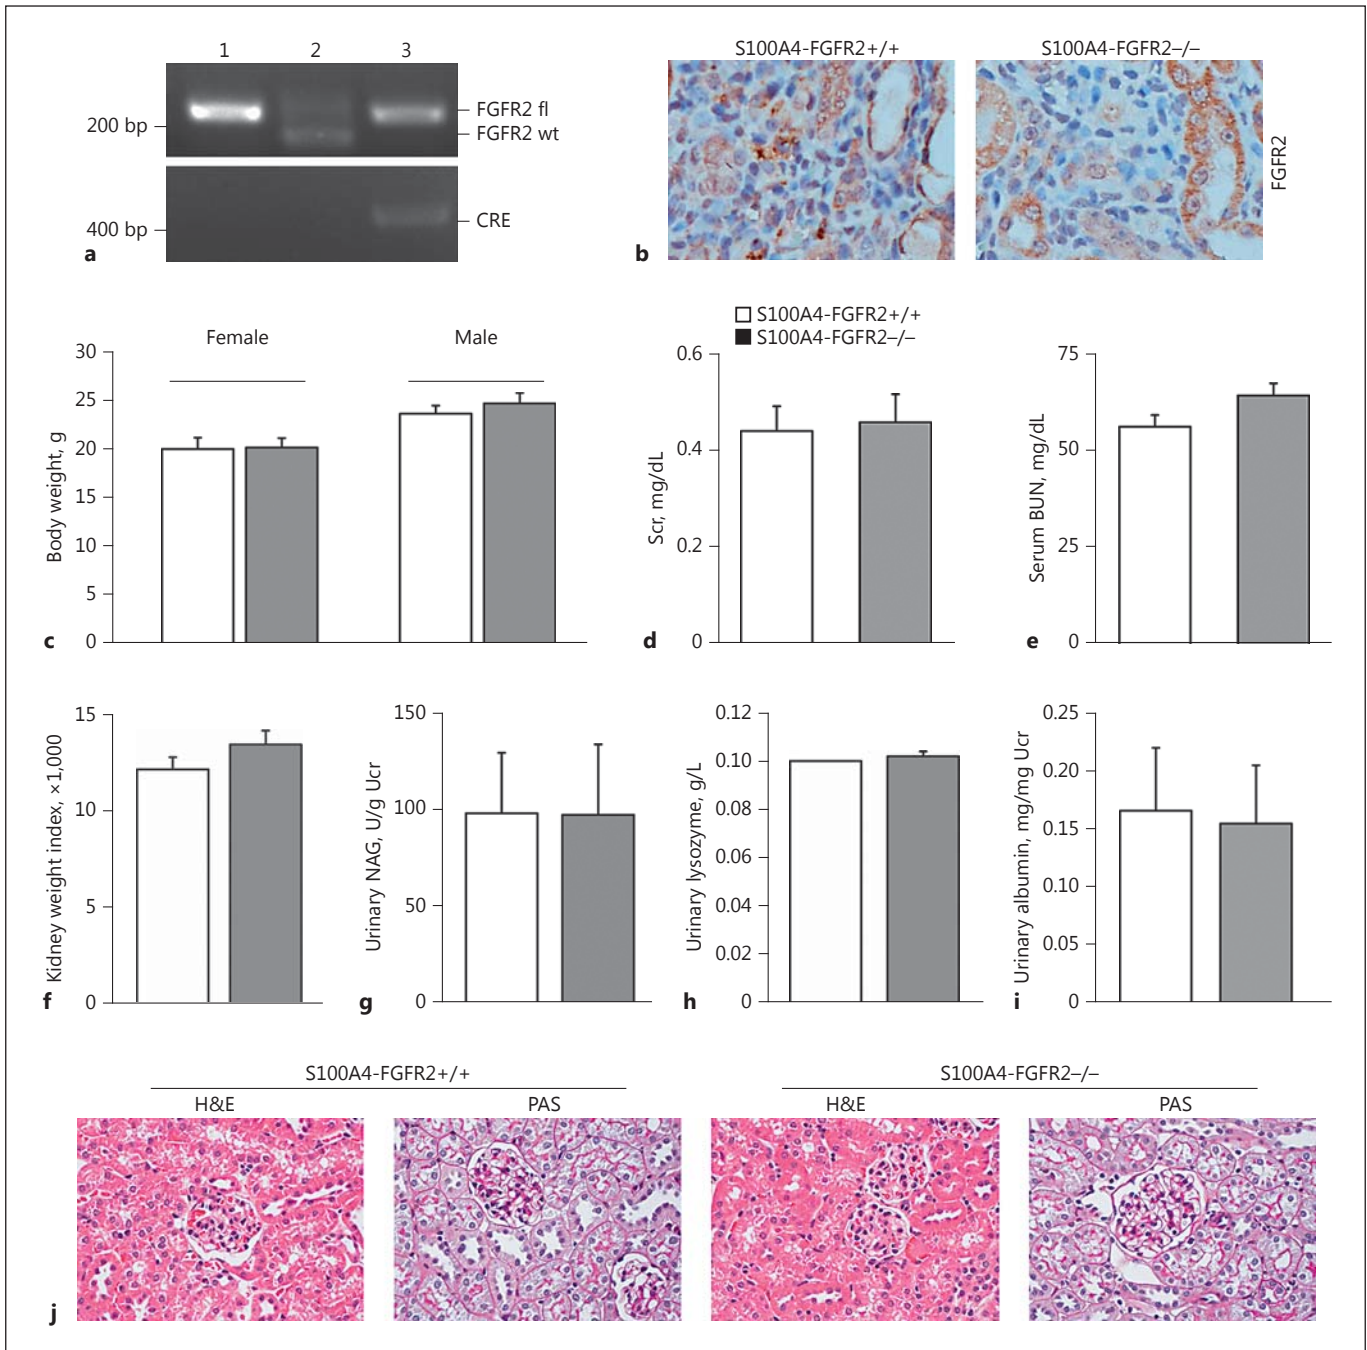 1 2 3
200 bp
FGFR2 fl
FGFR2 wt
400 bp
CRE
a
S100A4-FGFR2+/+ S100A4-FGFR2–/–
FGFR2
b
S100A4-FGFR2+/+
S100A4-FGFR2–/–
Female Male
Body weight, g
30
25
20
15
10
5
0
c
Scr, mg/dL
0.6
0.4
0.2
0
d
Serum BUN, mg/dL
75
50
25
0
e
Kidney weight index, ×1,000
15
10
5
0
f
Urinary NAG, U/g Ucr
150
100
50
0
g
Urinary lysozyme, g/L
0.12
0.10
0.08
0.06
0.04
0.02
0
h
Urinary albumin, mg/mg Ucr
0.25
0.20
0.15
0.10
0.05
0
i
S100A4-FGFR2+/+ S100A4-FGFR2–/–
H&E PAS H&E PAS
j